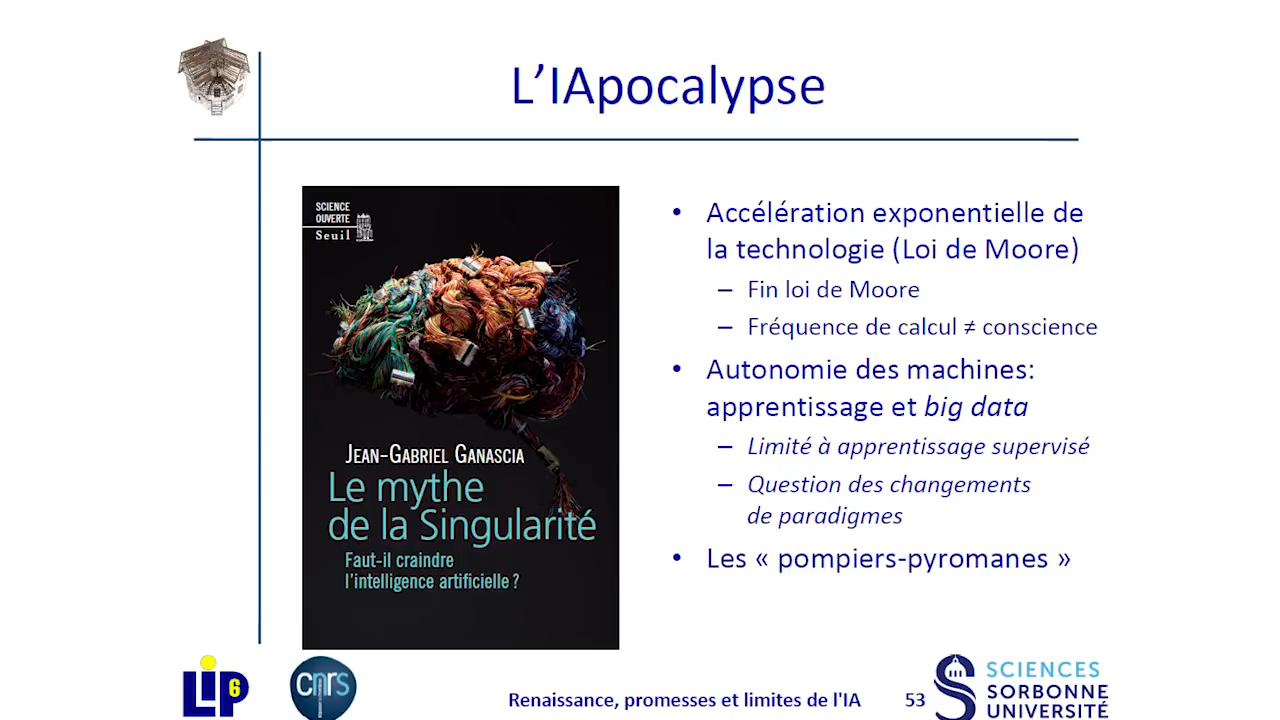 L'IApocalypse
SCIENCE
OUVERTE
Seuil
JEAN-GABRIEL GANASCIA
Le mythe
de la Singularité
Faut-il craindre
l'intelligence artificielle ?
• Accélération exponentielle de
la technologie (Loi de Moore)
– Fin loi de Moore
– Fréquence de calcul ≠ conscience
• Autonomie des machines:
apprentissage et big data
– Limité à apprentissage supervisé
– Question des changements
de paradigmes
• Les « pompiers-pyromanes »
LIP6
cnrs
Renaissance, promesses et limites de l'IA
53
SCIENCES
SORBONNE
UNIVERSITÉ